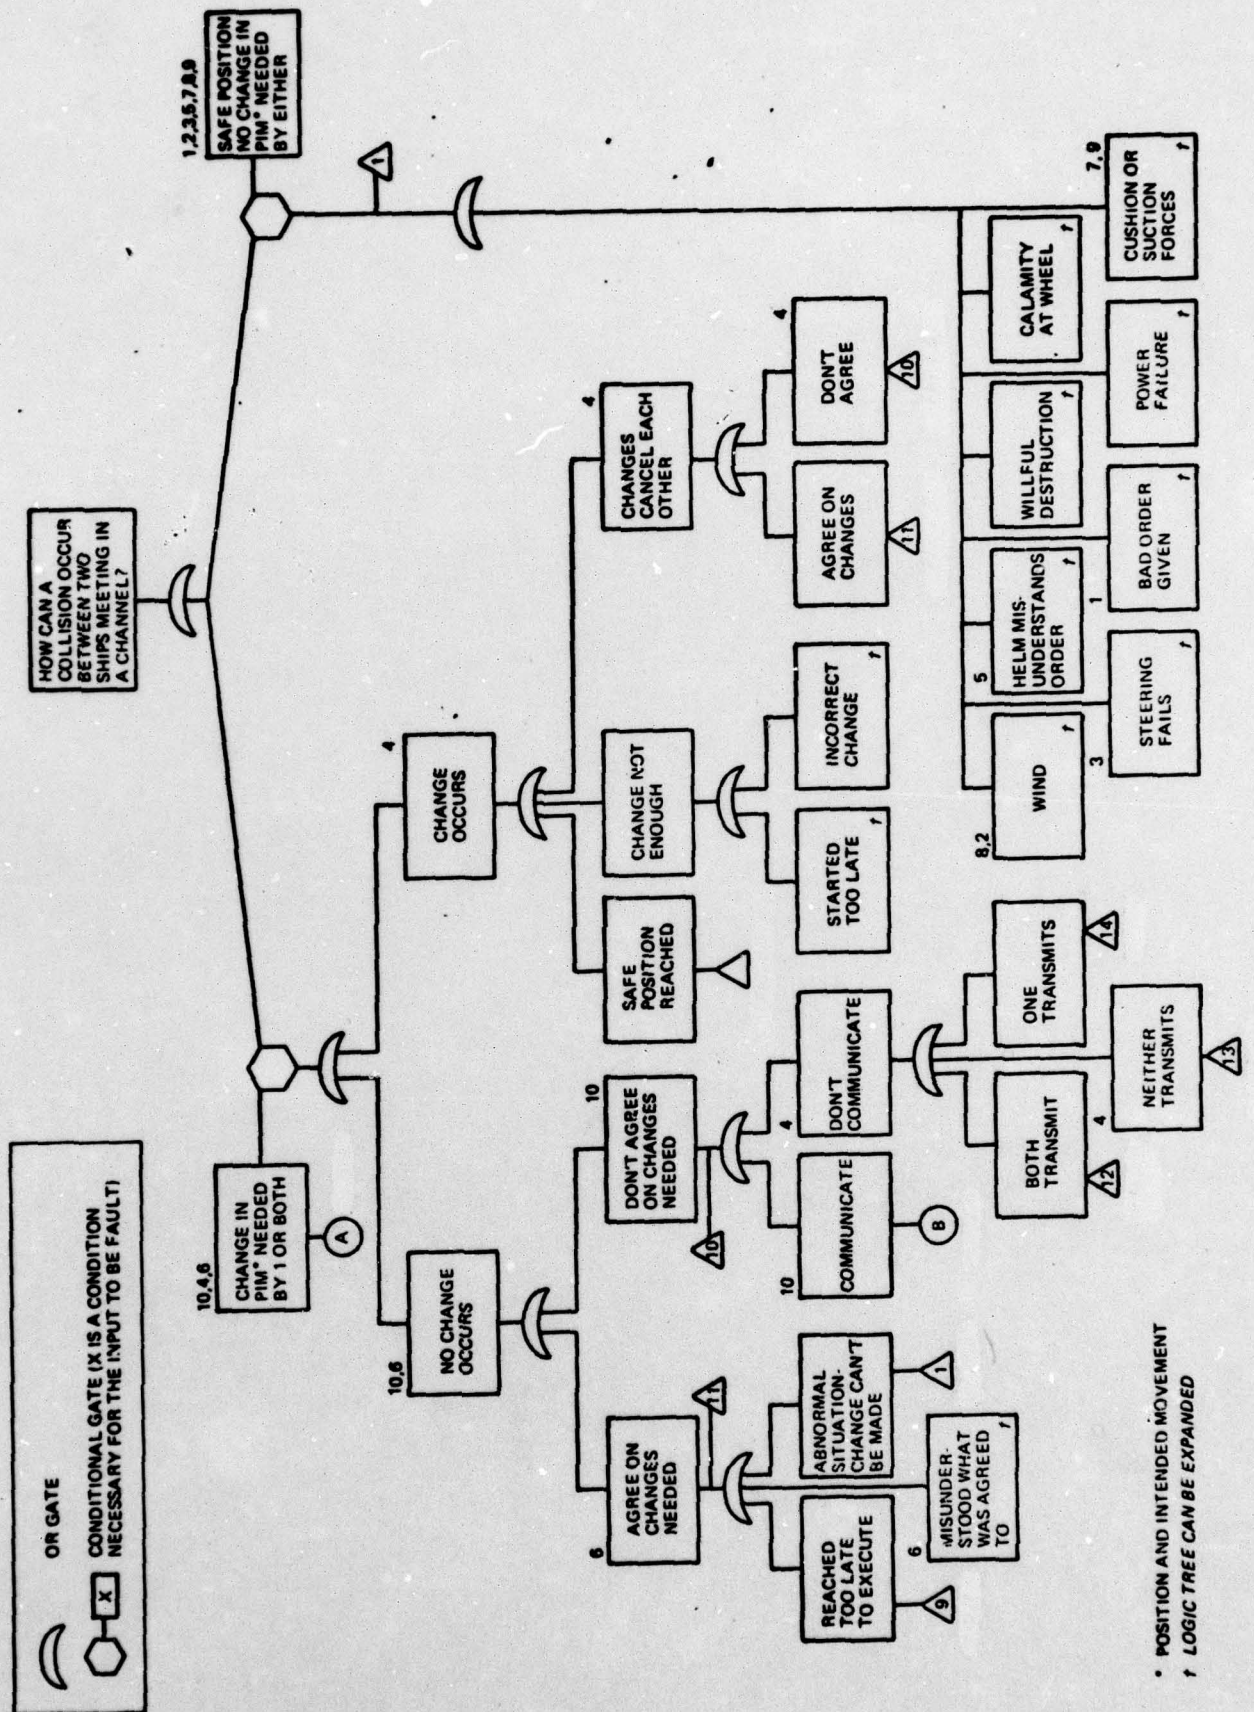 OR GATE
X
CONDITIONAL GATE (X IS A CONDITION
NECESSARY FOR THE INPUT TO BE FAULT)
HOW CAN A
COLLISION OCCUR
BETWEEN TWO
SHIPS MEETING IN
A CHANNEL?
10,4,6
CHANGE IN
PIM* NEEDED
BY 1 OR BOTH
A
1,2,3,5,7,8,9
SAFE POSITION
NO CHANGE IN
PIM* NEEDED
BY EITHER
1
10,6
NO CHANGE
OCCURS
4
CHANGE
OCCURS
6
AGREE ON
CHANGES
NEEDED
11
10
DON'T AGREE
ON CHANGES
NEEDED
10
SAFE
POSITION
REACHED
CHANGE NOT
ENOUGH
4
CHANGES
CANCEL EACH
OTHER
REACHED
TOO LATE
TO EXECUTE
9
ABNORMAL
SITUATION-
CHANGE CAN'T
BE MADE
1
6
MISUNDER-
STOOD WHAT
WAS AGREED
TO
†
10
COMMUNICATE
B
4
DON'T
COMMUNICATE
STARTED
TOO LATE
†
INCORRECT
CHANGE
†
AGREE ON
CHANGES
11
4
DON'T
AGREE
10
BOTH
TRANSMIT
12
ONE
TRANSMITS
14
4
NEITHER
TRANSMITS
13
8,2
WIND
†
5
HELM MIS-
UNDERSTANDS
ORDER
†
WILLFUL
DESTRUCTION
†
CALAMITY
AT WHEEL
†
3
STEERING
FAILS
†
1
BAD ORDER
GIVEN
†
POWER
FAILURE
†
7,9
CUSHION OR
SUCTION
FORCES
†
* POSITION AND INTENDED MOVEMENT
† LOGIC TREE CAN BE EXPANDED